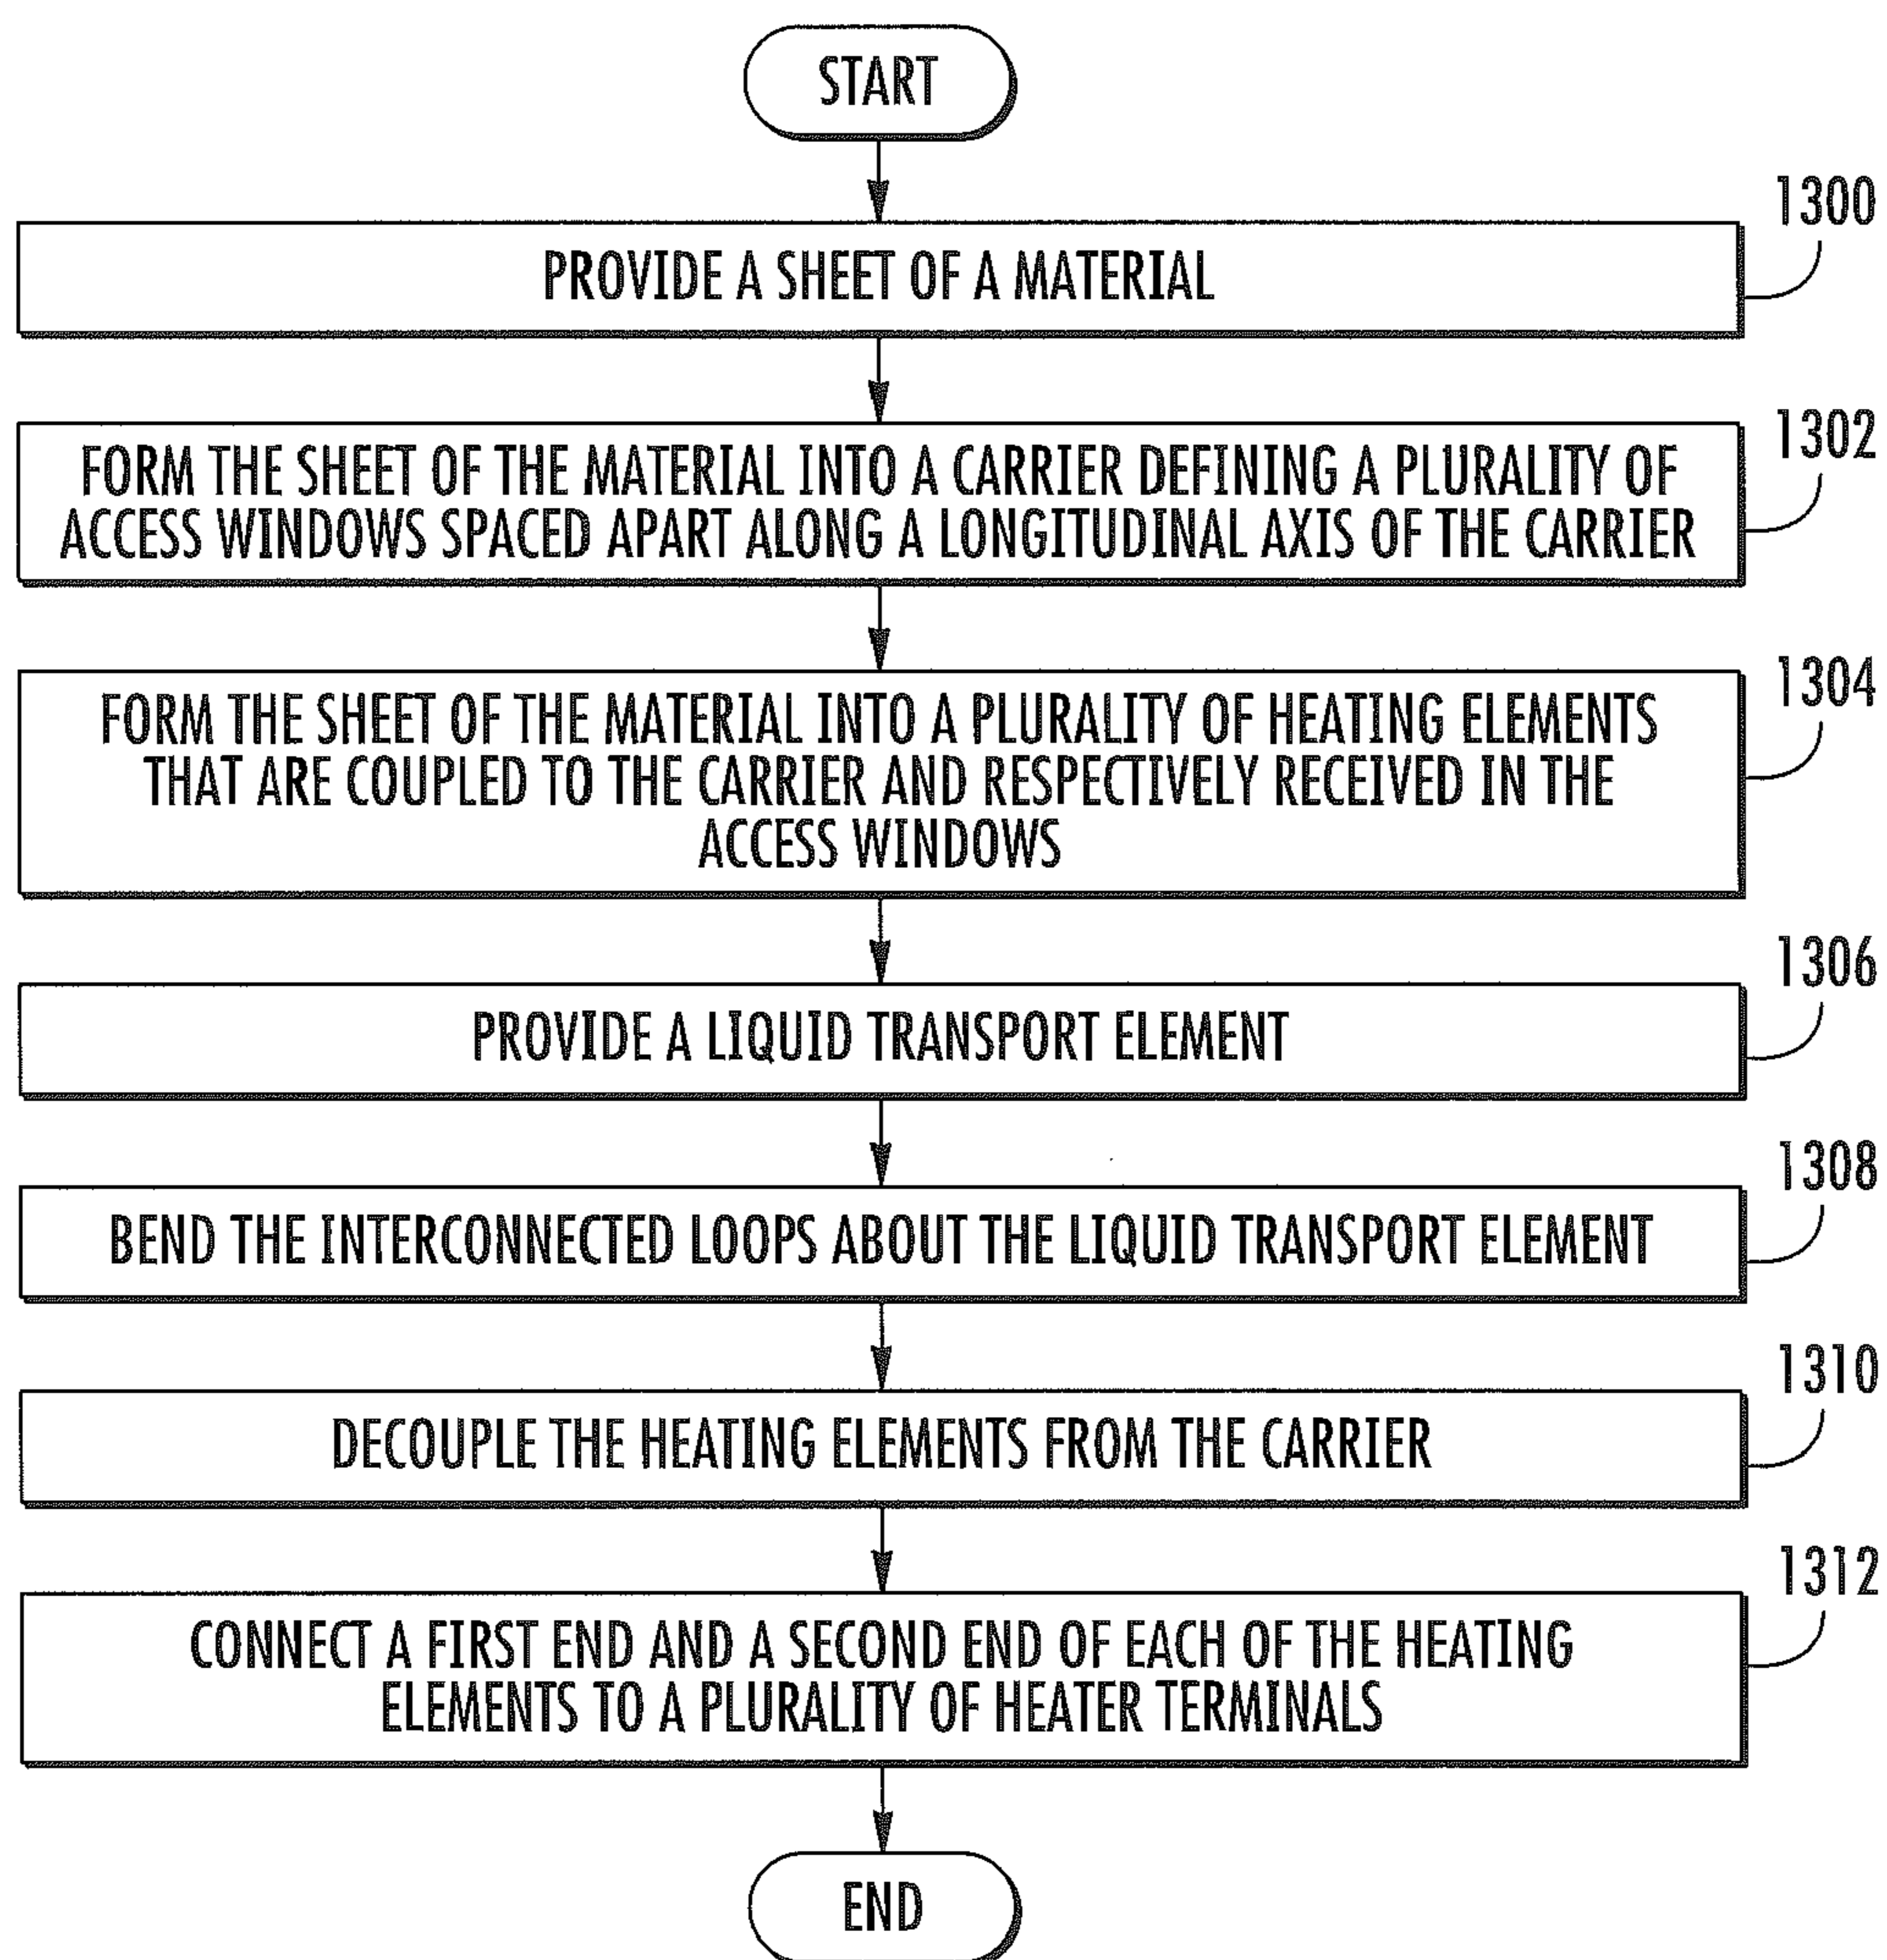 START
1300
PROVIDE A SHEET OF A MATERIAL
1302
FORM THE SHEET OF THE MATERIAL INTO A CARRIER DEFINING A PLURALITY OF
ACCESS WINDOWS SPACED APART ALONG A LONGITUDINAL AXIS OF THE CARRIER
1304
FORM THE SHEET OF THE MATERIAL INTO A PLURALITY OF HEATING ELEMENTS
THAT ARE COUPLED TO THE CARRIER AND RESPECTIVELY RECEIVED IN THE
ACCESS WINDOWS
1306
PROVIDE A LIQUID TRANSPORT ELEMENT
1308
BEND THE INTERCONNECTED LOOPS ABOUT THE LIQUID TRANSPORT ELEMENT
1310
DECOUPLE THE HEATING ELEMENTS FROM THE CARRIER
1312
CONNECT A FIRST END AND A SECOND END OF EACH OF THE HEATING
ELEMENTS TO A PLURALITY OF HEATER TERMINALS
END